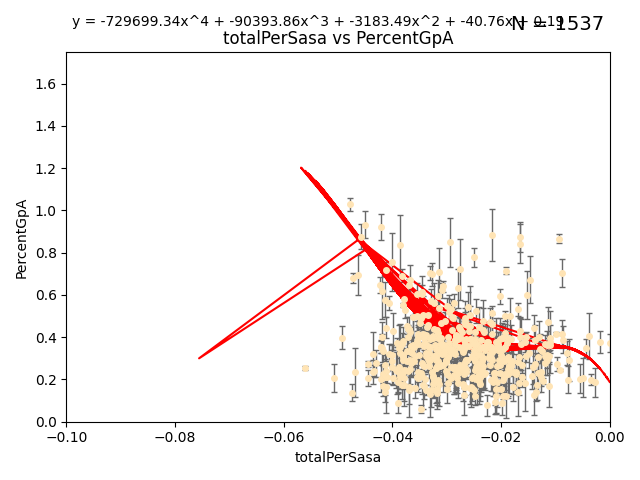 y = -729699.34x^4 + -90393.86x^3 + -3183.49x^2 + -40.76x + 0.19
N = 1537
totalPerSasa vs PercentGpA
1.6
1.4
1.2
1.0
0.8
0.6
0.4
0.2
0.0
PercentGpA
−0.10 −0.08 −0.06 −0.04 −0.02 0.00
totalPerSasa